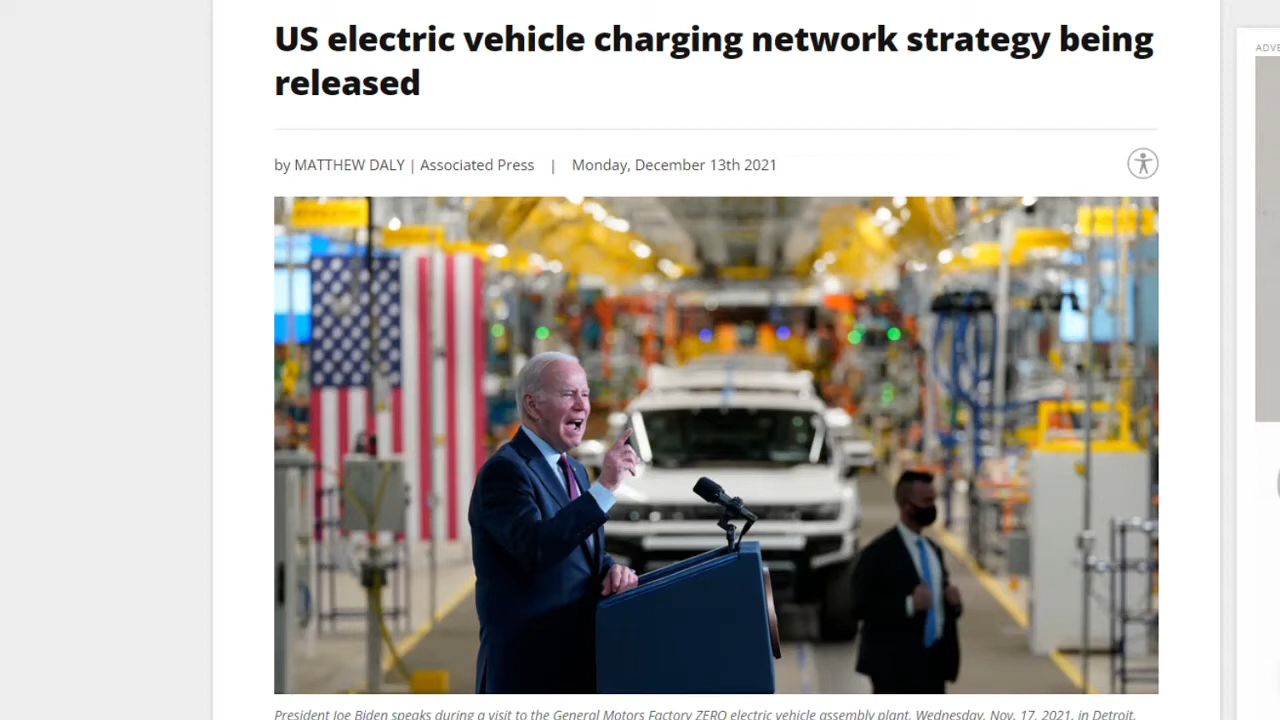 US electric vehicle charging network strategy being
released
ADVE
by MATTHEW DALY | Associated Press | Monday, December 13th 2021
President Joe Biden speaks during a visit to the General Motors Factory ZERO electric vehicle assembly plant, Wednesday, Nov. 17, 2021, in Detroit.